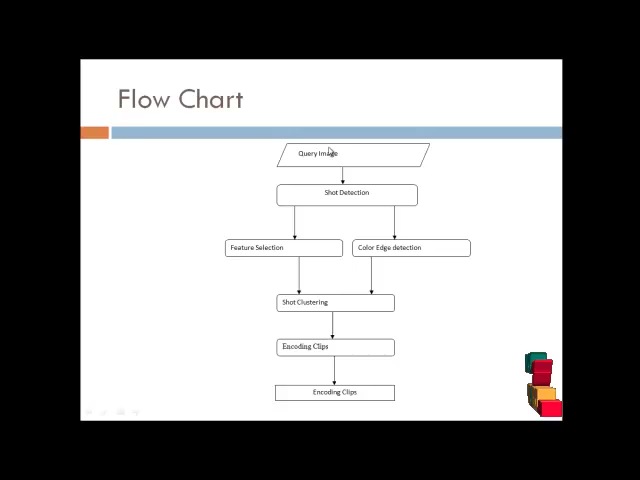 Flow Chart
Query Image
Shot Detection
Feature Selection
Color Edge detection
Shot Clustering
Encoding Clips
Encoding Clips